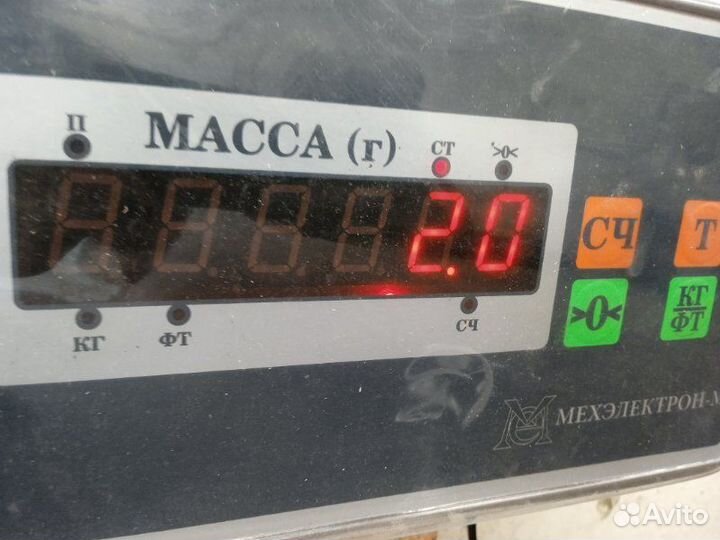 П
МАССА (г)
СТ
>0<
2.0
КГ
ФТ
СЧ
СЧ
Т
>0<
КГ
ФТ
МЕХЭЛЕКТРОН-М
Avito